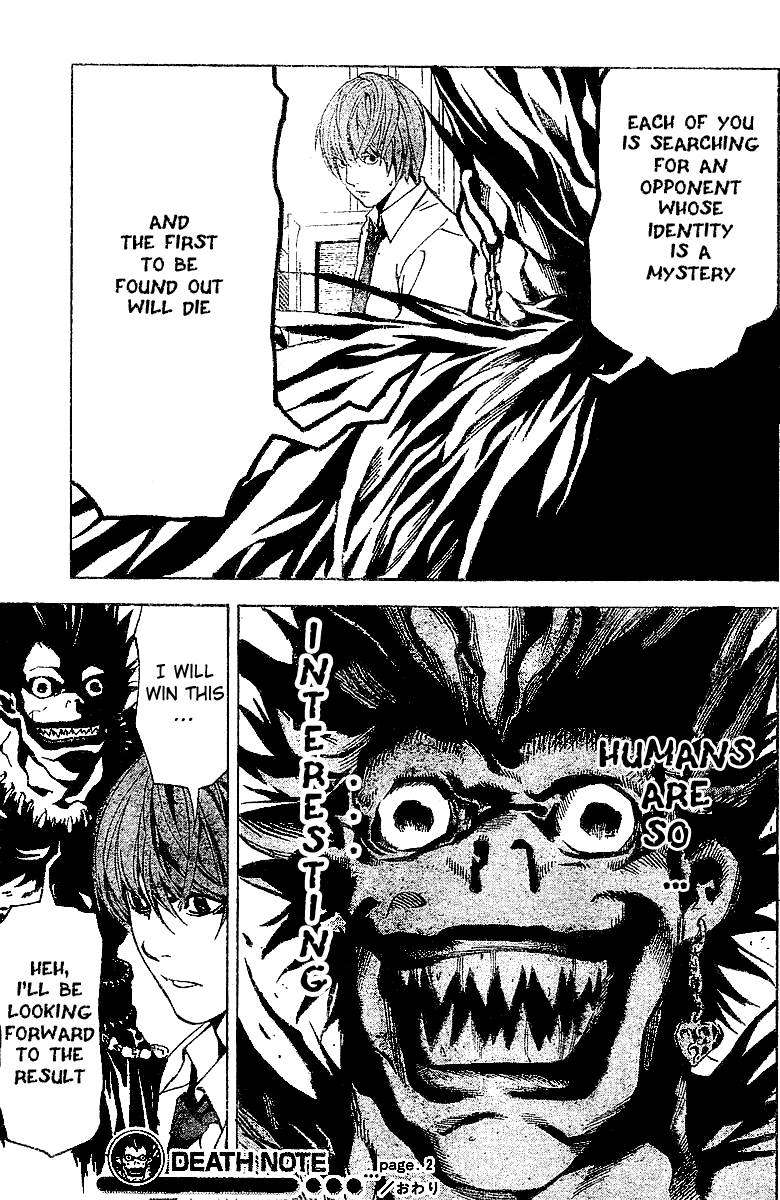 EACH OF YOU
IS SEARCHING
FOR AN
OPPONENT
WHOSE
IDENTITY
IS A
MYSTERY
AND
THE FIRST
TO BE
FOUND OUT
WILL DIE
HUMANS
ARE
SO
...
INTERESTING
...
I WILL
WIN THIS
...
HEH,
I'LL BE
LOOKING
FORWARD
TO THE
RESULT
DEATH NOTE
...page.2
／おわり